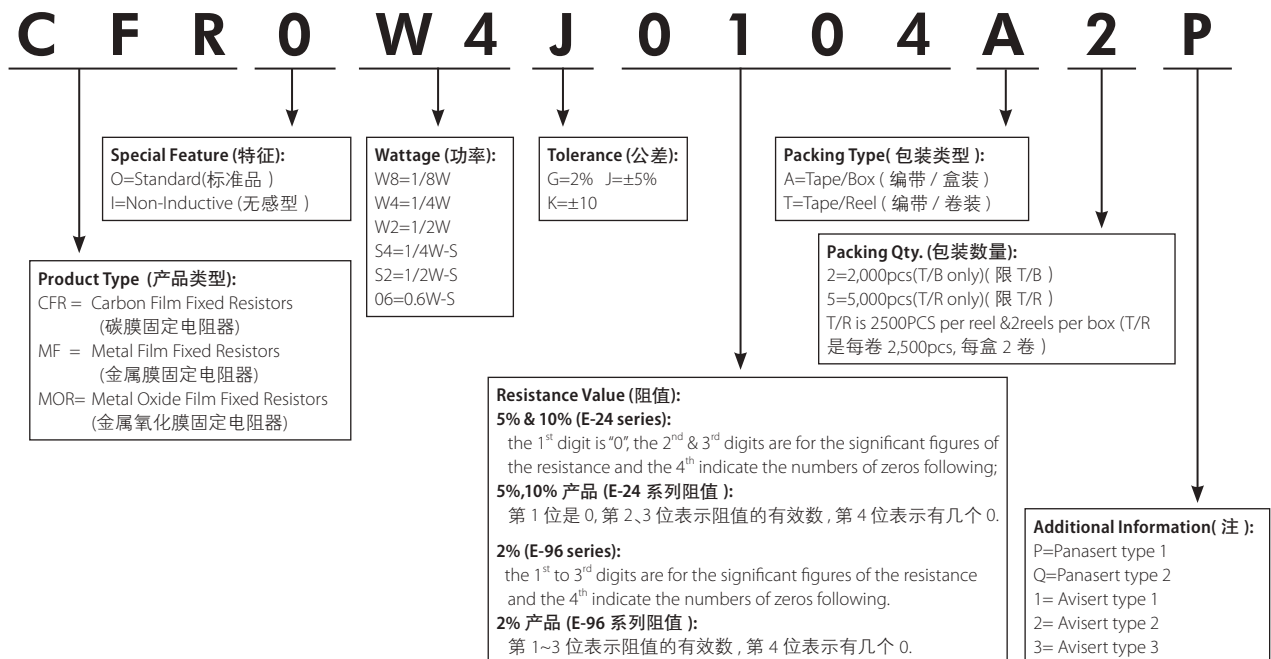 C F R 0 W 4 J 0 1 0 4 A 2 P
Special Feature (特征):
O=Standard(标准品 )
I=Non-Inductive (无感型 )
Wattage (功率):
W8=1/8W
W4=1/4W
W2=1/2W
S4=1/4W-S
S2=1/2W-S
06=0.6W-S
Tolerance (公差):
G=2% J=±5%
K=±10
Packing Type( 包装类型 ):
A=Tape/Box ( 编带 / 盒装 )
T=Tape/Reel ( 编带 / 卷装 )
Packing Qty. (包装数量):
2=2,000pcs(T/B only)( 限 T/B )
5=5,000pcs(T/R only)( 限 T/R )
T/R is 2500PCS per reel &2reels per box (T/R
是每卷 2,500pcs, 每盒 2 卷 )
Product Type (产品类型):
CFR = Carbon Film Fixed Resistors
(碳膜固定电阻器)
MF = Metal Film Fixed Resistors
(金属膜固定电阻器)
MOR= Metal Oxide Film Fixed Resistors
(金属氧化膜固定电阻器)
Resistance Value (阻值):
5% & 10% (E-24 series):
the 1st digit is “0”, the 2nd & 3rd digits are for the significant figures of
the resistance and the 4th indicate the numbers of zeros following;
5%,10% 产品 (E-24 系列阻值 ):
第 1 位是 0, 第 2、3 位表示阻值的有效数 , 第 4 位表示有几个 0.
2% (E-96 series):
the 1st to 3rd digits are for the significant figures of the resistance
and the 4th indicate the numbers of zeros following.
2% 产品 (E-96 系列阻值 ):
第 1~3 位表示阻值的有效数 , 第 4 位表示有几个 0.
Additional Information( 注 ):
P=Panasert type 1
Q=Panasert type 2
1= Avisert type 1
2= Avisert type 2
3= Avisert type 3